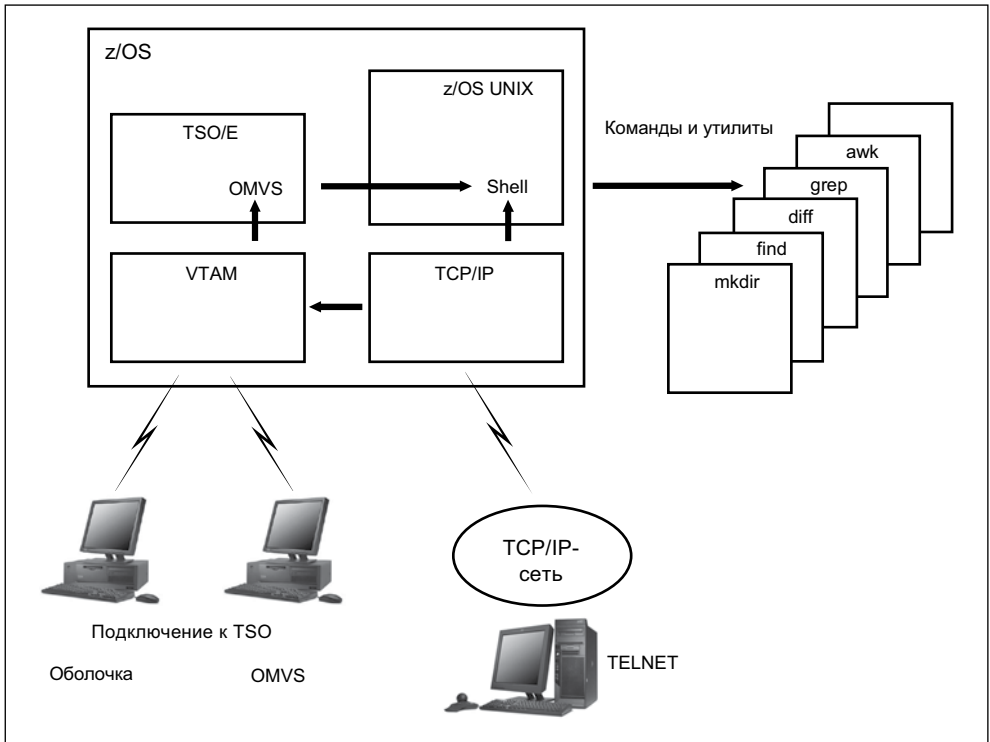 z/OS
z/OS UNIX
TSO/E
OMVS
Shell
VTAM
TCP/IP
Команды и утилиты
awk
grep
diff
find
mkdir
TCP/IP-
сеть
Подключение к TSO
Оболочка
OMVS
TELNET